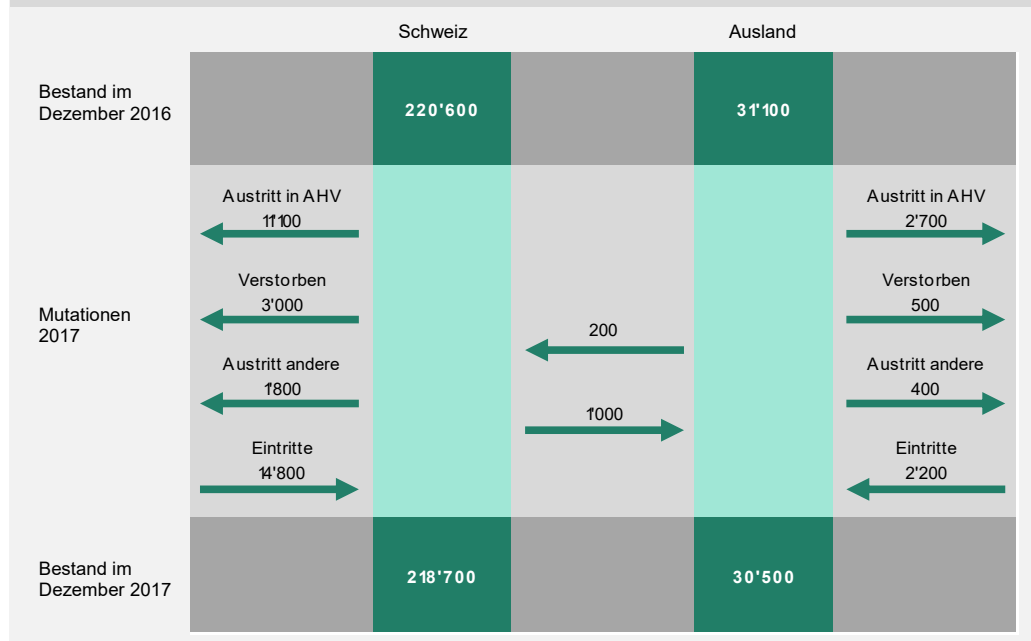 Schweiz
Ausland
Bestand im
Dezember 2016
220'600
31'100
Austritt in AHV
11'100
Austritt in AHV
2'700
Verstorben
3'000
Verstorben
500
Mutationen
2017
200
Austritt andere
1'800
Austritt andere
400
1'000
Eintritte
14'800
Eintritte
2'200
Bestand im
Dezember 2017
218'700
30'500